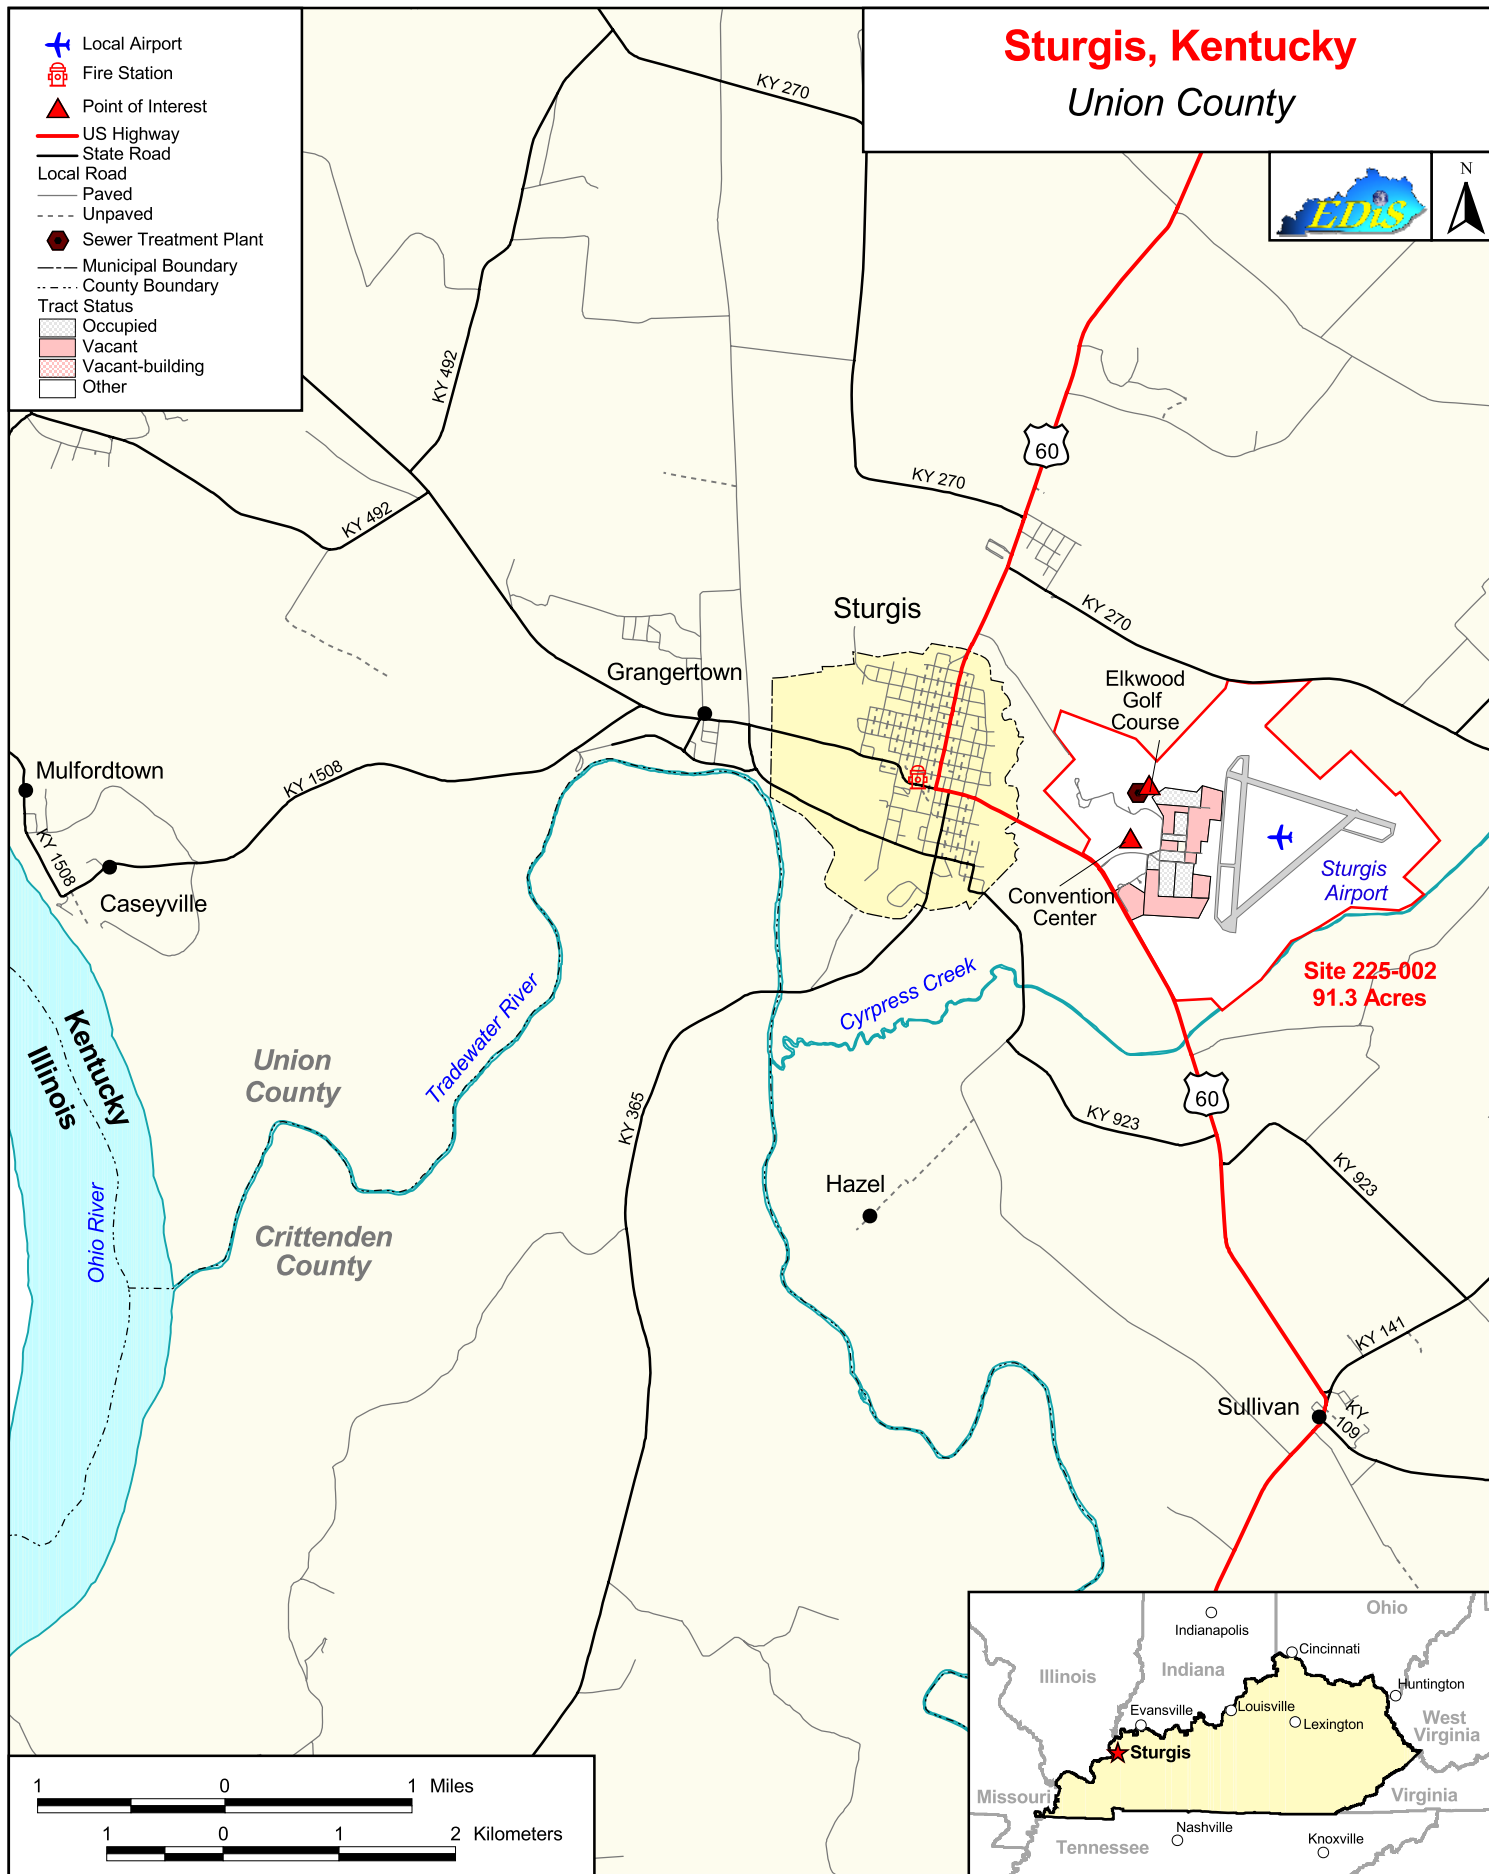 Local Airport
Fire Station
Point of Interest
US Highway
State Road
Local Road
Paved
Unpaved
Sewer Treatment Plant
Municipal Boundary
County Boundary
Tract Status
Occupied
Vacant
Vacant-building
Other
Sturgis, Kentucky
Union County
EDiS
N
KY 270
KY 492
60
KY 270
KY 492
KY 270
Sturgis
Grangertown
Elkwood
Golf
Course
Mulfordtown
KY 1508
KY 1508
Caseyville
Sturgis
Airport
Convention
Center
Site 225-002
91.3 Acres
Cyrpress Creek
Tradewater River
Kentucky
Illinois
Union
County
60
KY 365
KY 923
KY 923
Hazel
Ohio River
Crittenden
County
KY 141
Sullivan
KY
109
1 0 1 Miles
1 0 1 2 Kilometers
Ohio
Indianapolis
Cincinnati
Illinois
Indiana
Huntington
Evansville
Louisville
Lexington
West
Virginia
Sturgis
Missouri
Virginia
Nashville
Tennessee
Knoxville